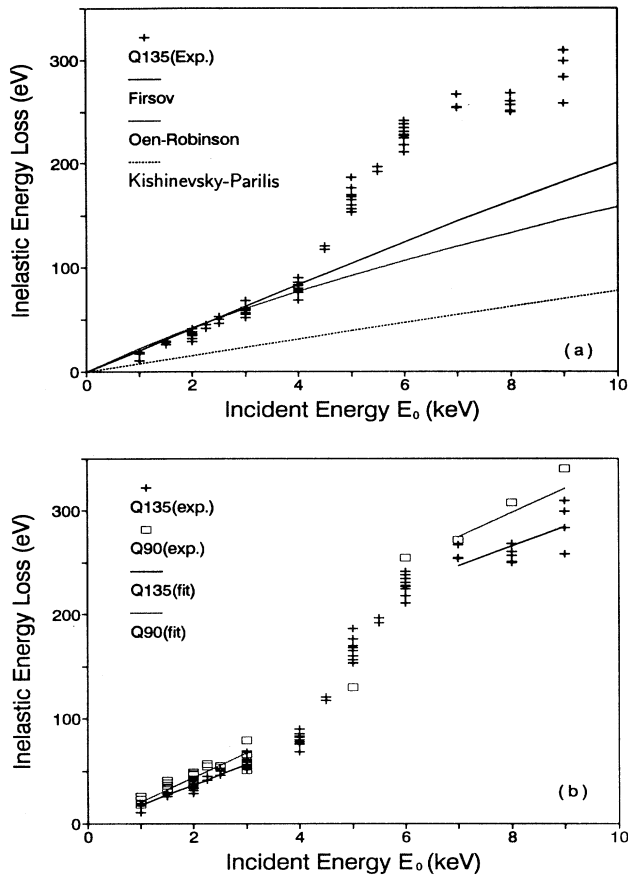 Inelastic Energy Loss (eV)
300
200
100
0
Q135(Exp.)
Firsov
Oen-Robinson
Kishinevsky-Parilis
(a)
0 2 4 6 8 10
Incident Energy E₀ (keV)
Inelastic Energy Loss (eV)
300
200
100
0
Q135(exp.)
Q90(exp.)
Q135(fit)
Q90(fit)
(b)
0 2 4 6 8 10
Incident Energy E₀ (keV)